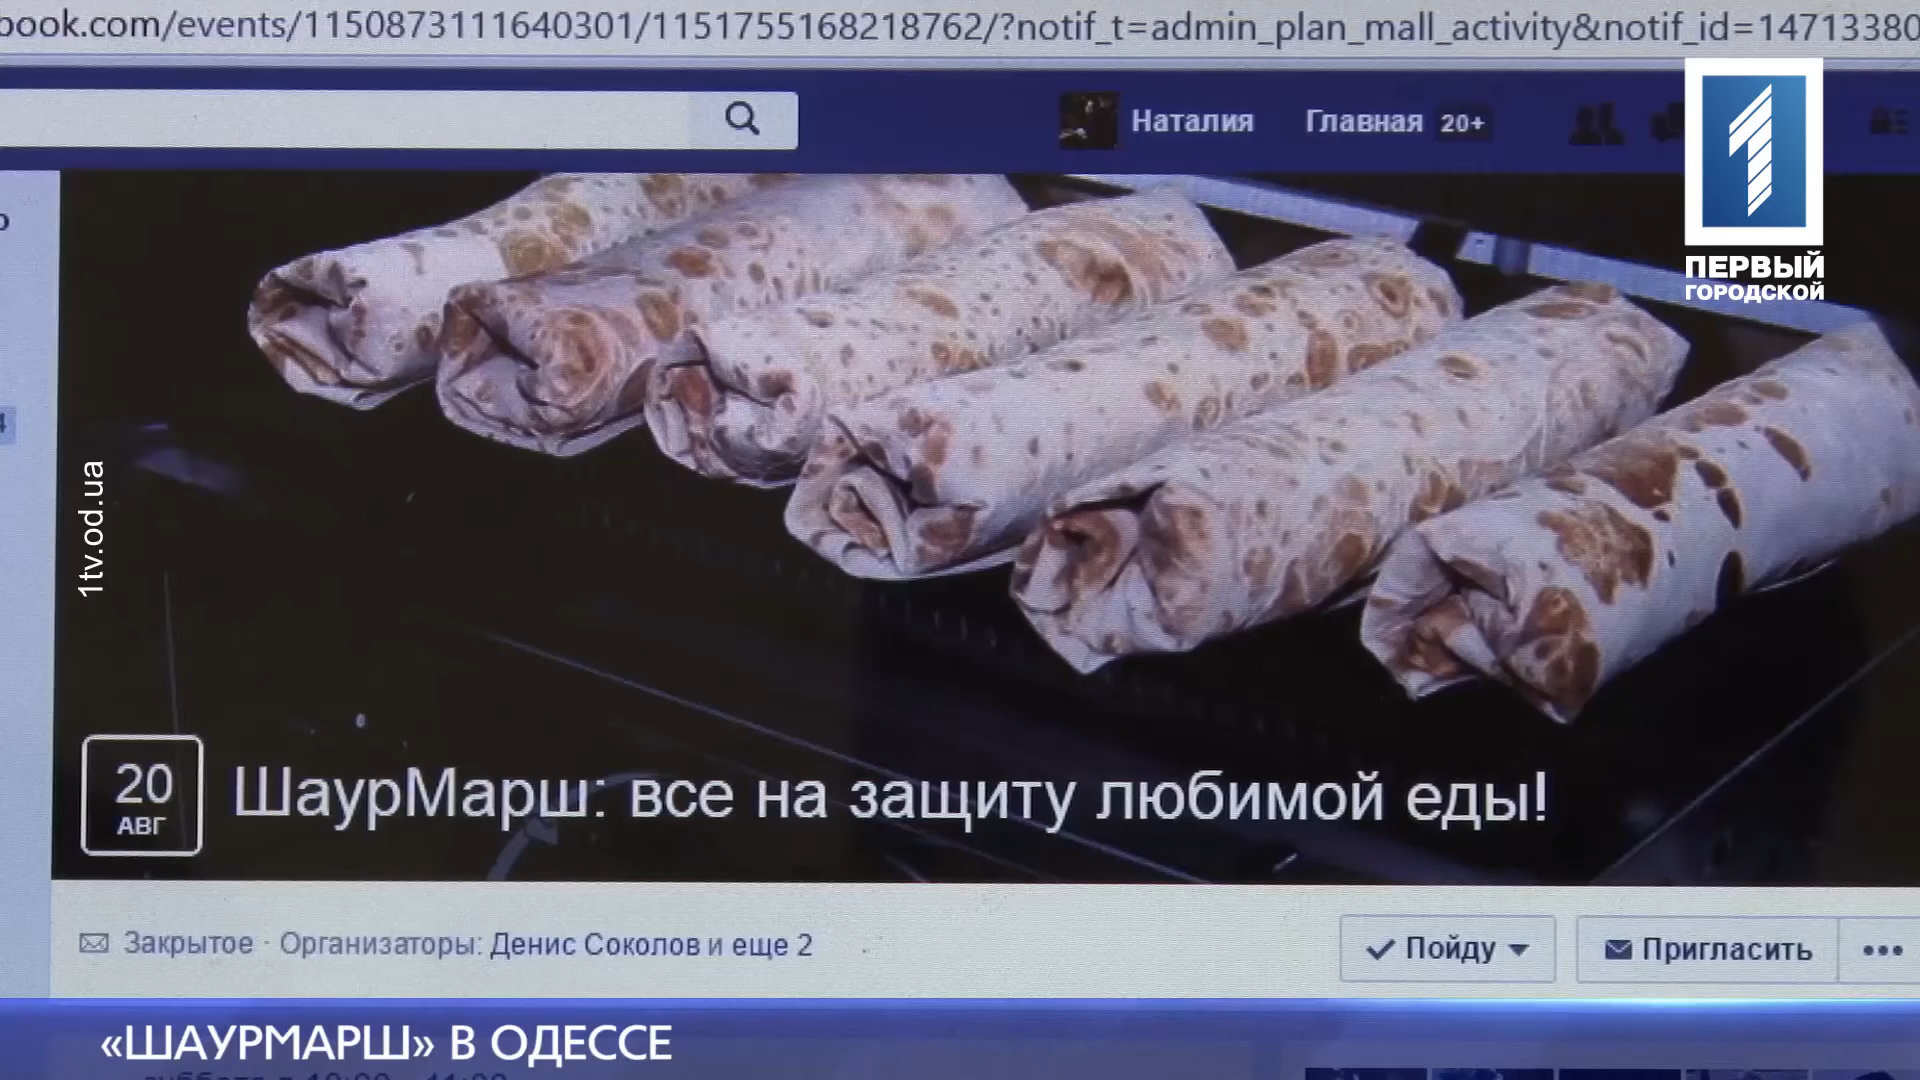 book.com/events/1150873111640301/1151755168218762/?notif_t=admin_plan_mall_activity&notif_id=14713380
Наталия Главная 20+
ПЕРВЫЙ
ГОРОДСКОЙ
1tv.od.ua
20
АВГ
ШаурМарш: все на защиту любимой еды!
Закрытое · Организаторы: Денис Соколов и еще 2
Пойду
Пригласить
«ШАУРМАРШ» В ОДЕССЕ